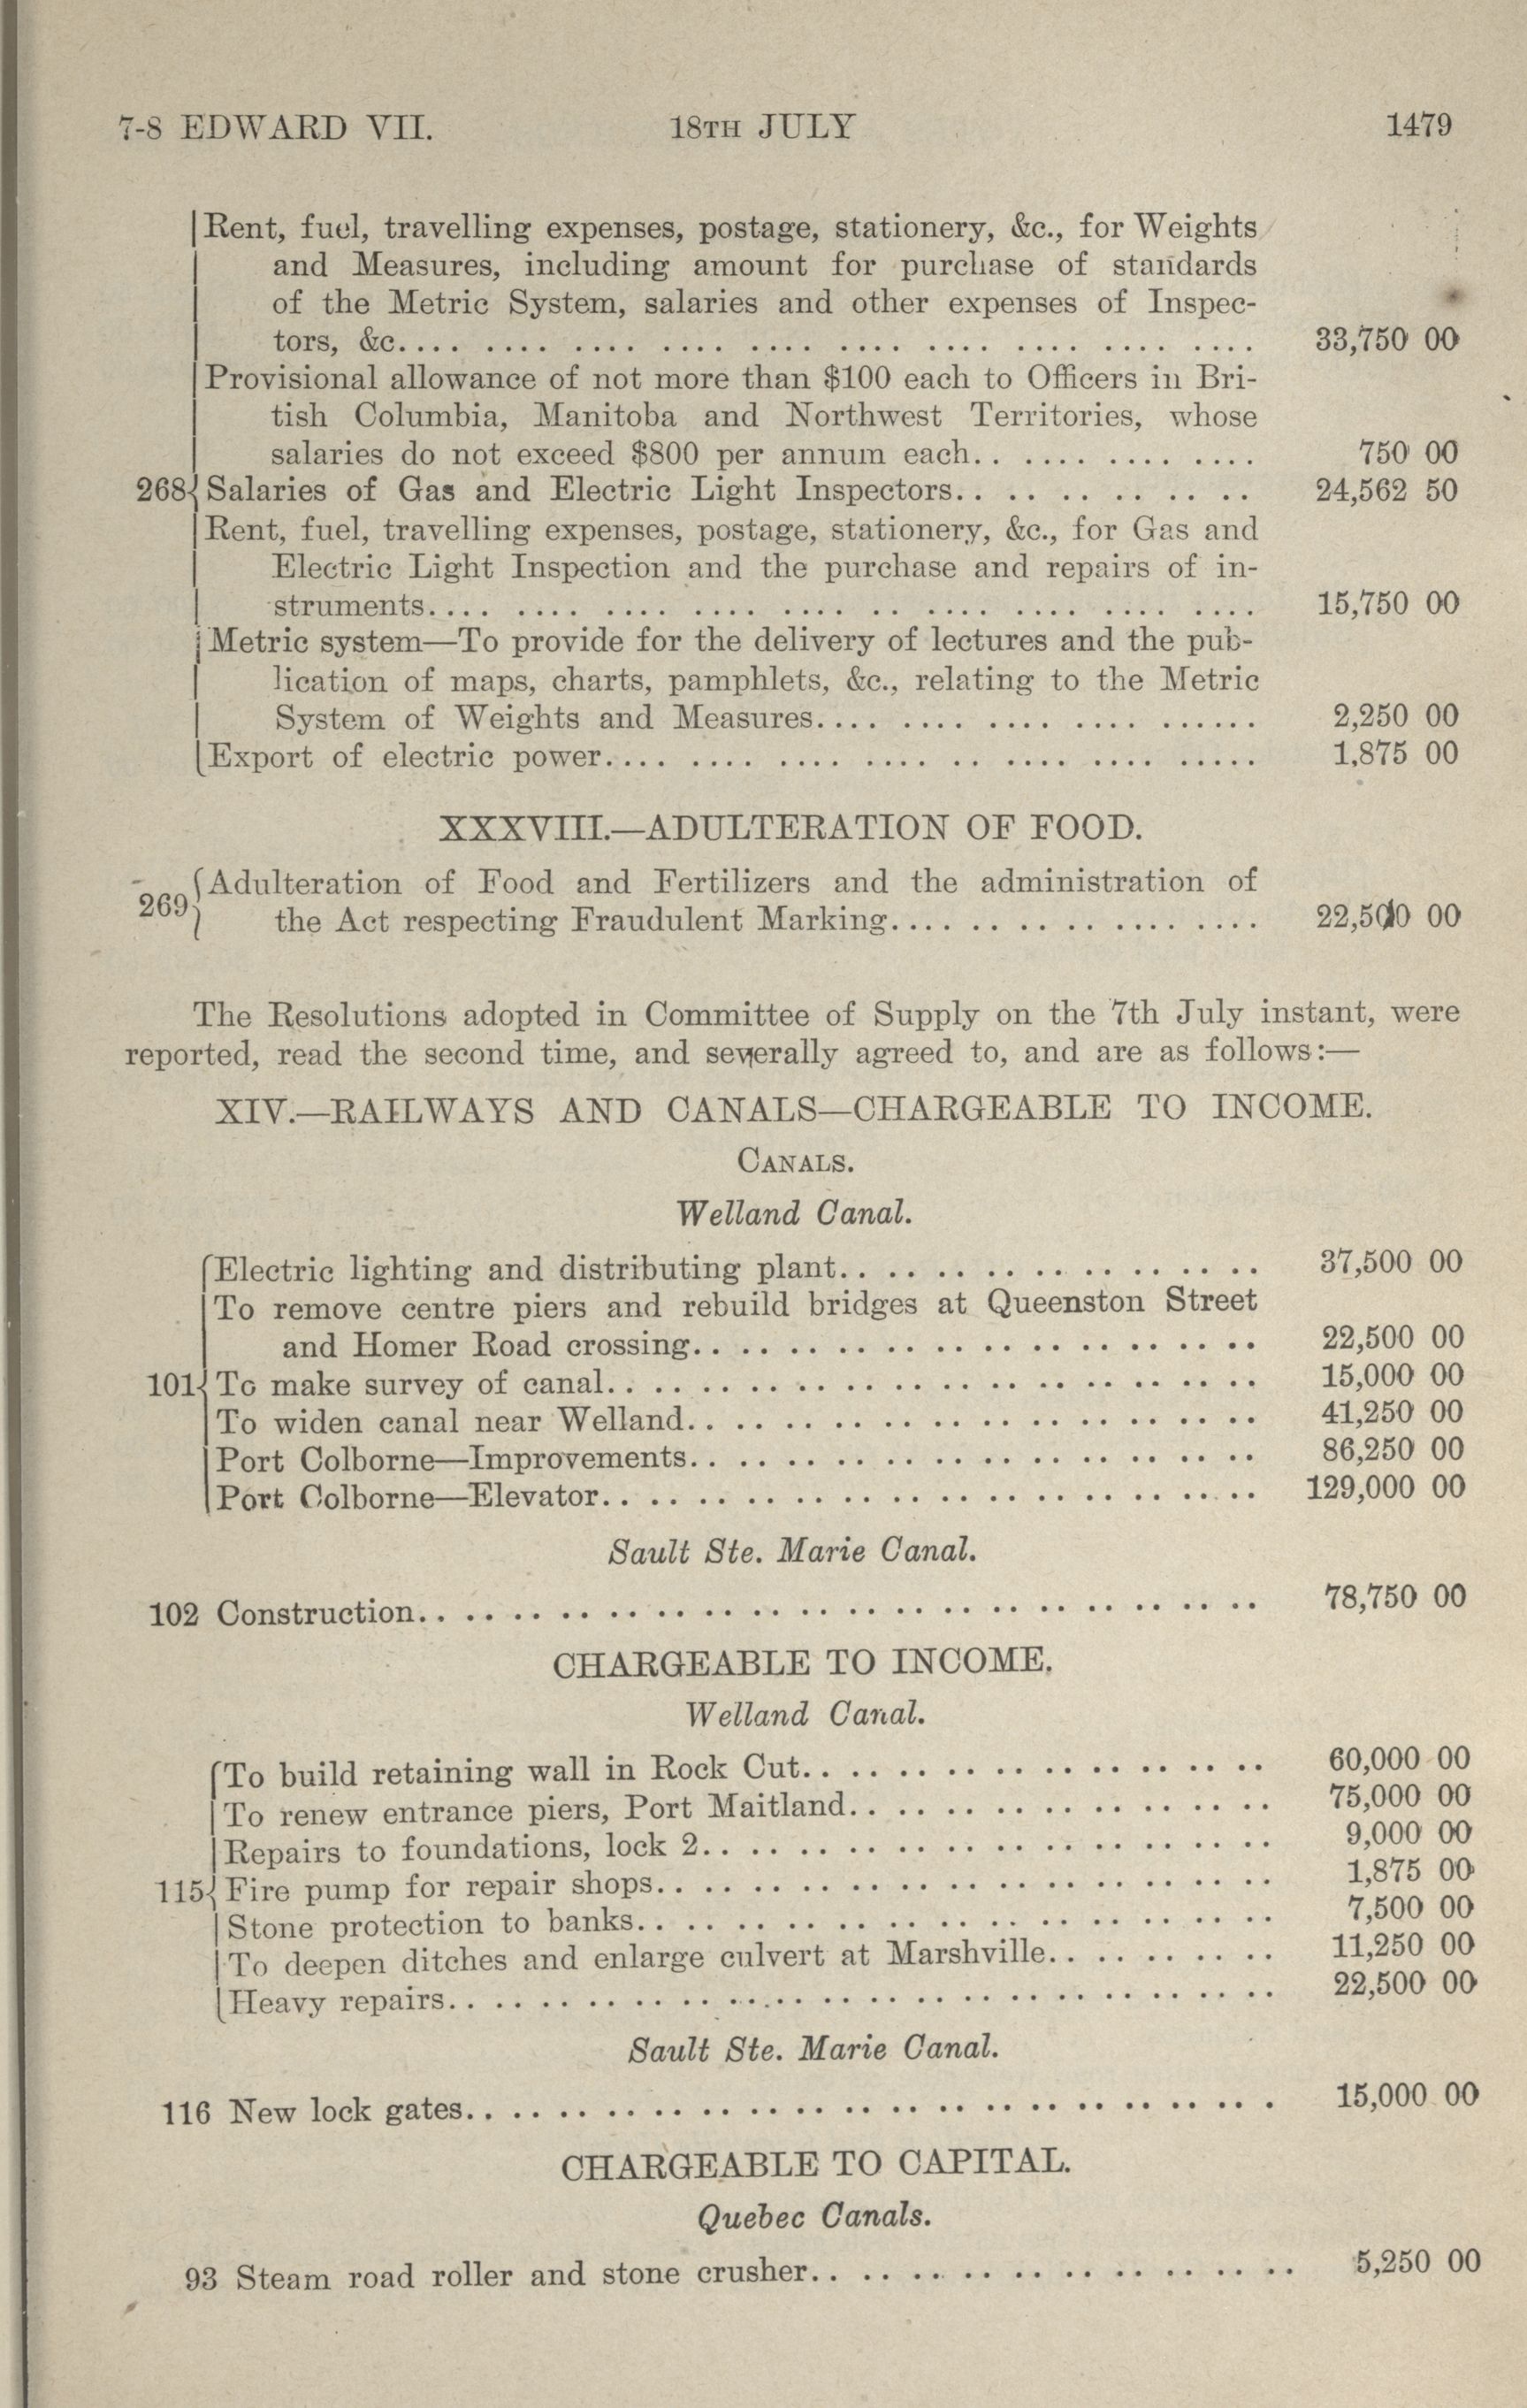 7-8 EDWARD VII. 18TH JULY 1479
Rent, fuel, travelling expenses, postage, stationery, &c., for Weights
and Measures, including amount for purchase of standards
of the Metric System, salaries and other expenses of Inspec-
tors, &c.... .... .... .... .... .... .... .... .... .... 33,750 00
Provisional allowance of not more than $100 each to Officers in Bri-
tish Columbia, Manitoba and Northwest Territories, whose
salaries do not exceed $800 per annum each.. .... .... .... 750 00
268 Salaries of Gas and Electric Light Inspectors.. .. .. .. .. .. .. 24,562 50
Rent, fuel, travelling expenses, postage, stationery, &c., for Gas and
Electric Light Inspection and the purchase and repairs of in-
struments.... .... .... .... .... .. .... .... .... .... 15,750 00
Metric system—To provide for the delivery of lectures and the pub-
lication of maps, charts, pamphlets, &c., relating to the Metric
System of Weights and Measures.... .... .... .... ...... 2,250 00
Export of electric power.... .... .... .... .. .... .... ..... 1,875 00
XXXVIII.—ADULTERATION OF FOOD.
269 Adulteration of Food and Fertilizers and the administration of
the Act respecting Fraudulent Marking.... .. .. .. .... .... 22,500 00
The Resolutions adopted in Committee of Supply on the 7th July instant, were
reported, read the second time, and severally agreed to, and are as follows:—
XIV.—RAILWAYS AND CANALS—CHARGEABLE TO INCOME.
CANALS.
Welland Canal.
Electric lighting and distributing plant.. .. .. .. .. .. .. .. .. 37,500 00
To remove centre piers and rebuild bridges at Queenston Street
and Homer Road crossing.. .. .. .. .. .. .. .. .. .. .. .. 22,500 00
101 To make survey of canal.. .. .. .. .. .. .. .. .. .. .. .. .. .. 15,000 00
To widen canal near Welland.. .. .. .. .. .. .. .. .. .. .. .. 41,250 00
Port Colborne—Improvements.. .. .. .. .. .. .. .. .. .. .. .. 86,250 00
Port Colborne—Elevator.. .. .. .. .. .. .. .. .. .. .. .. .. .. 129,000 00
Sault Ste. Marie Canal.
102 Construction.. .. .. .. .. .. .. .. .. .. .. .. .. .. .. .. .. .. 78,750 00
CHARGEABLE TO INCOME.
Welland Canal.
To build retaining wall in Rock Cut.. .. .. .. .. .. .. .. .. .. 60,000 00
To renew entrance piers, Port Maitland.. .. .. .. .. .. .. .. .. 75,000 00
Repairs to foundations, lock 2.. .. .. .. .. .. .. .. .. .. .. .. 9,000 00
115 Fire pump for repair shops.. .. .. .. .. .. .. .. .. .. .. .. .. 1,875 00
Stone protection to banks.. .. .. .. .. .. .. .. .. .. .. .. .. 7,500 00
To deepen ditches and enlarge culvert at Marshville.. .. .. .. .. 11,250 00
Heavy repairs.. .. .. .. .. .. .. .. .. .. .. .. .. .. .. .. .. 22,500 00
Sault Ste. Marie Canal.
116 New lock gates.. .. .. .. .. .. .. .. .. .. .. .. .. .. .. .. .. . 15,000 00
CHARGEABLE TO CAPITAL.
Quebec Canals.
93 Steam road roller and stone crusher.. .. .. .. .. .. .. .. .. .. 5,250 00